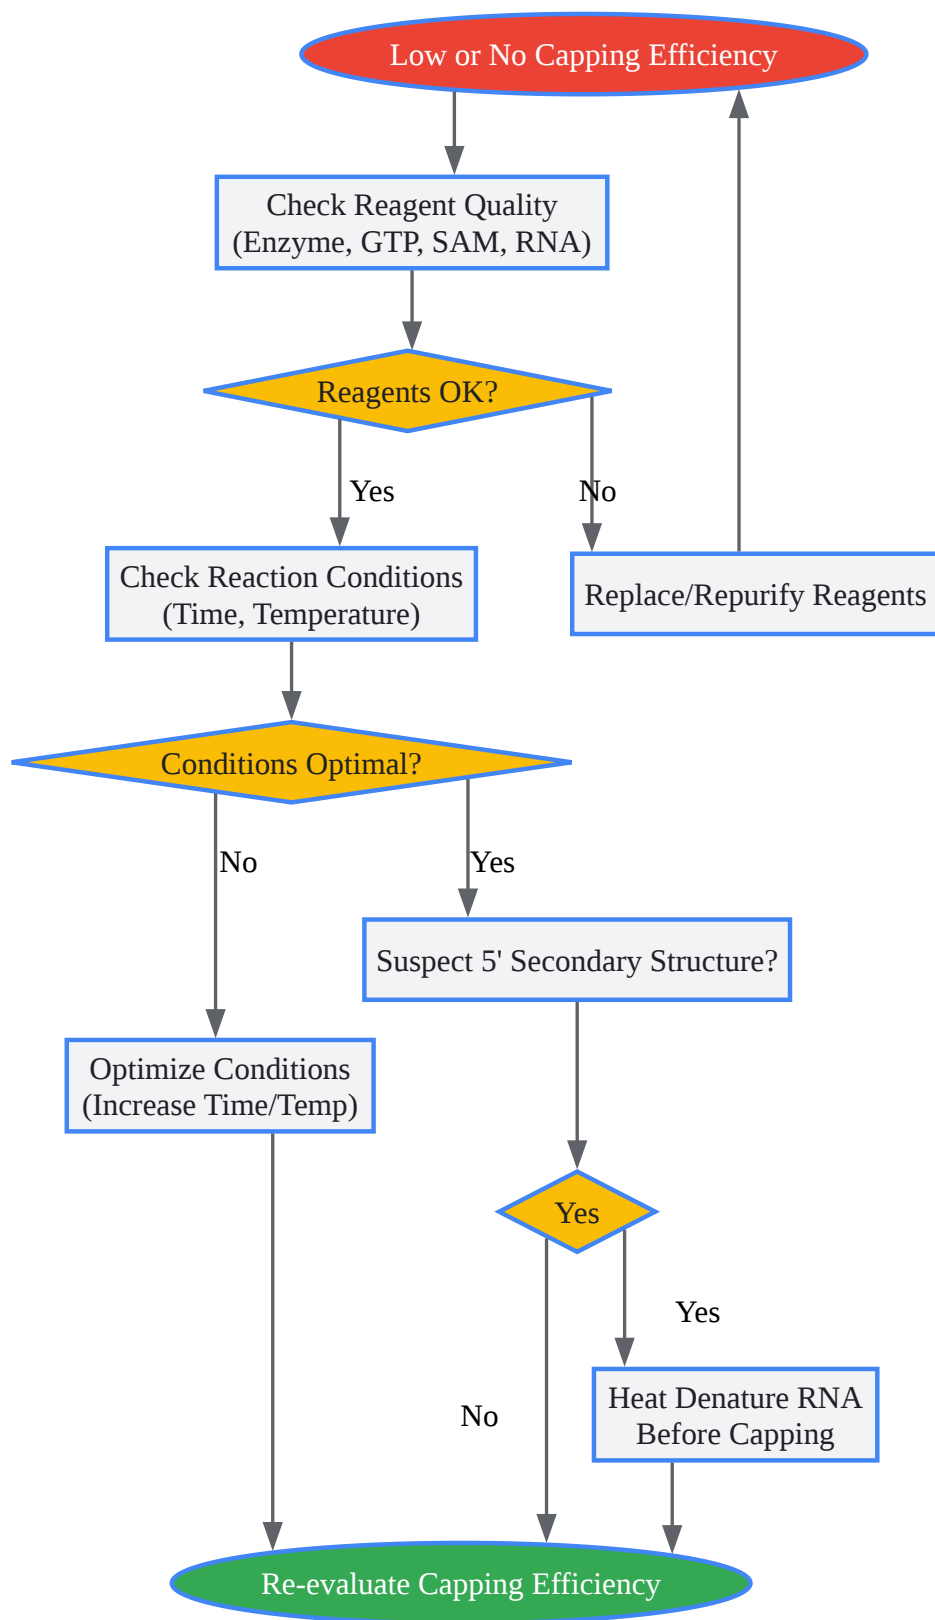 Low or No Capping Efficiency
Check Reagent Quality
(Enzyme, GTP, SAM, RNA)
Reagents OK?
Yes
No
Check Reaction Conditions
(Time, Temperature)
Replace/Repurify Reagents
Conditions Optimal?
No
Yes
Suspect 5' Secondary Structure?
Optimize Conditions
(Increase Time/Temp)
Yes
Yes
No
Heat Denature RNA
Before Capping
Re-evaluate Capping Efficiency